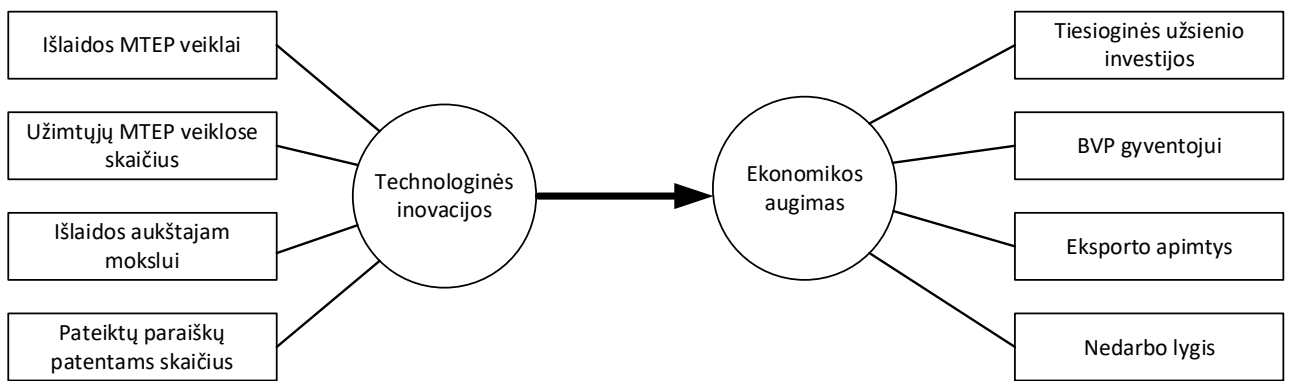 Išlaidos MTEP veiklai
Užimtųjų MTEP veiklose
skaičius
Išlaidos aukštajam
mokslui
Pateiktų paraiškų
patentams skaičius
Technologinės
inovacijos
Ekonomikos
augimas
Tiesioginės užsienio
investijos
BVP gyventojui
Eksporto apimtys
Nedarbo lygis